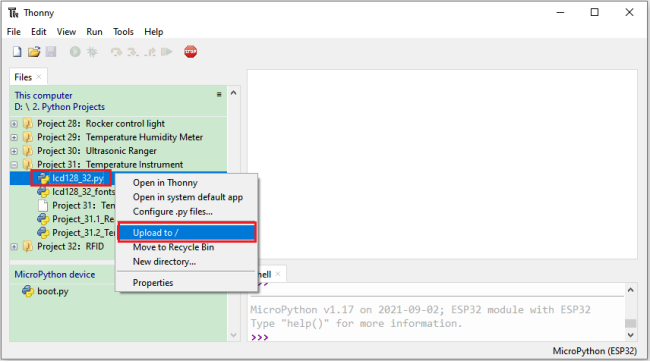 Thonny
File Edit View Run Tools Help
STOP
Files ×
This computer
D: \ 2. Python Projects
Project 28: Rocker control light
Project 29: Temperature Humidity Meter
Project 30: Ultrasonic Ranger
Project 31: Temperature Instrument
lcd128_32.py
lcd128_32_fonts
Project 31: Tem
Project_31.1_Re
Project_31.2_Te
Project 32: RFID
Open in Thonny
Open in system default app
Configure .py files...
Upload to /
Move to Recycle Bin
New directory...
Properties
MicroPython device
boot.py
hell ×
>>>
MicroPython v1.17 on 2021-09-02; ESP32 module with ESP32
Type "help()" for more information.
>>>
MicroPython (ESP32)